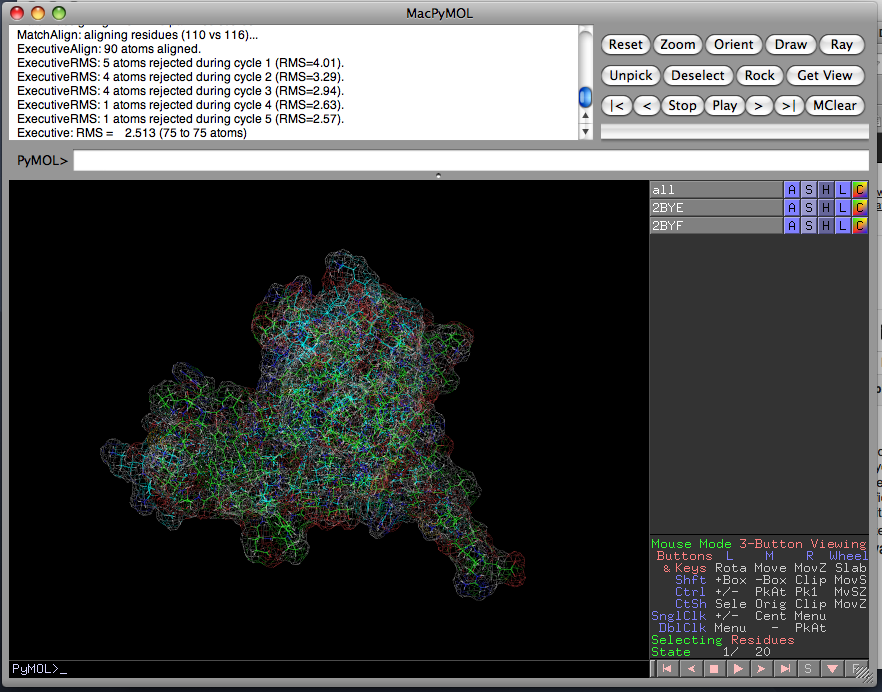 MacPyMOL
MatchAlign: aligning residues (110 vs 116)...
ExecutiveAlign: 90 atoms aligned.
ExecutiveRMS: 5 atoms rejected during cycle 1 (RMS=4.01).
ExecutiveRMS: 4 atoms rejected during cycle 2 (RMS=3.29).
ExecutiveRMS: 4 atoms rejected during cycle 3 (RMS=2.94).
ExecutiveRMS: 1 atoms rejected during cycle 4 (RMS=2.63).
ExecutiveRMS: 1 atoms rejected during cycle 5 (RMS=2.57).
Executive: RMS = 2.513 (75 to 75 atoms)
Reset Zoom Orient Draw Ray
Unpick Deselect Rock Get View
|< < Stop Play > >| MClear
PyMOL>
all A S H L C
2BYE A S H L C
2BYF A S H L C
Mouse Mode 3-Button Viewing
Buttons L M R Wheel
& Keys Rota Move MovZ Slab
Shft +Box -Box Clip MovS
Ctrl +/- PkAt Pk1 MvSZ
CtSh Sele Orig Clip MovZ
SnglClk +/- Cent Menu
DblClk Menu - PkAt
Selecting Residues
State 1/ 20
PyMOL>_
S F